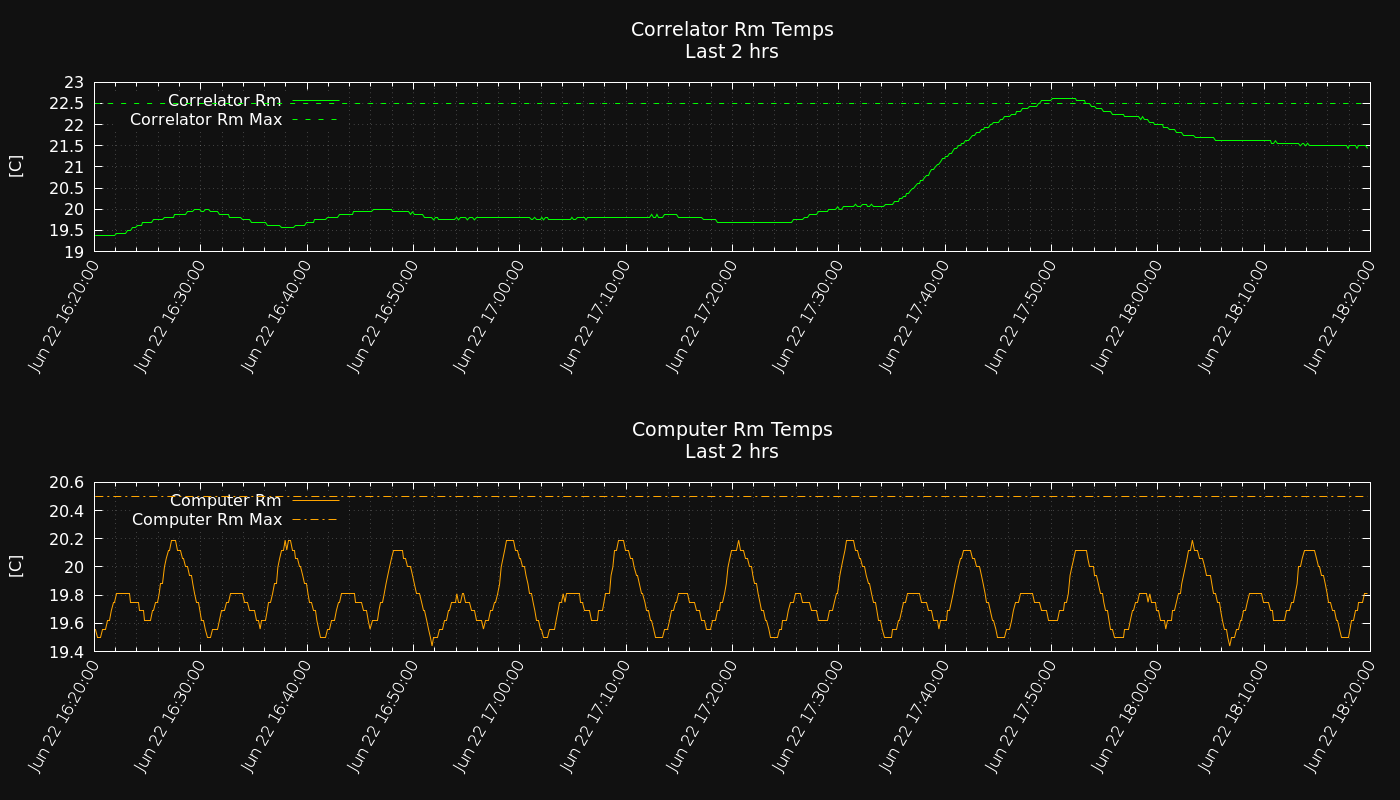 Correlator Rm Temps
Last 2 hrs
23
22.5
22
21.5
21
20.5
20
19.5
19
[C]
Correlator Rm
Correlator Rm Max
Jun 22 16:20:00
Jun 22 16:30:00
Jun 22 16:40:00
Jun 22 16:50:00
Jun 22 17:00:00
Jun 22 17:10:00
Jun 22 17:20:00
Jun 22 17:30:00
Jun 22 17:40:00
Jun 22 17:50:00
Jun 22 18:00:00
Jun 22 18:10:00
Jun 22 18:20:00
Computer Rm Temps
Last 2 hrs
20.6
20.4
20.2
20
19.8
19.6
19.4
[C]
Computer Rm
Computer Rm Max
Jun 22 16:20:00
Jun 22 16:30:00
Jun 22 16:40:00
Jun 22 16:50:00
Jun 22 17:00:00
Jun 22 17:10:00
Jun 22 17:20:00
Jun 22 17:30:00
Jun 22 17:40:00
Jun 22 17:50:00
Jun 22 18:00:00
Jun 22 18:10:00
Jun 22 18:20:00